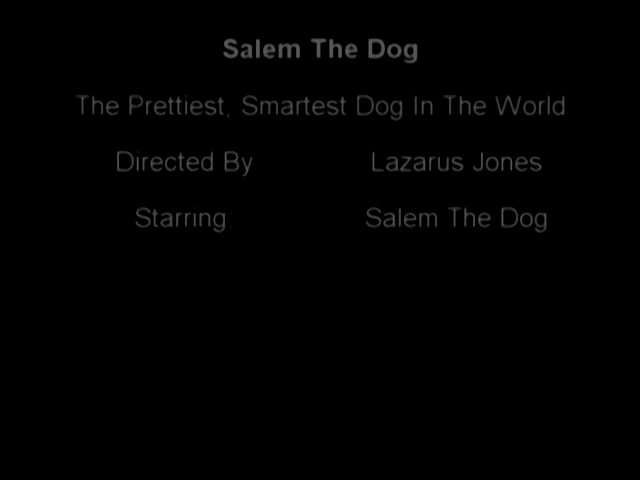 Salem The Dog
The Prettiest, Smartest Dog In The World
Directed By Lazarus Jones
Starring: Salem The Dog